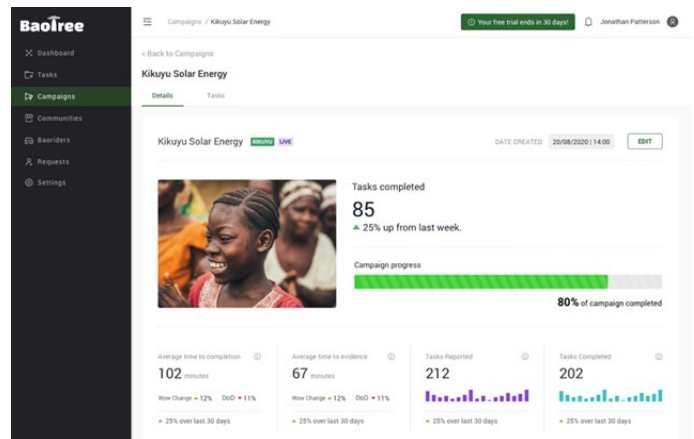 BaoTree
Campaigns / Kikuyu Solar Energy
Your free trial ends in 30 days!
Jonathan Patterson
Dashboard
Tasks
Campaigns
Communities
Baoriders
Requests
Settings
« Back to Campaigns
Kikuyu Solar Energy
Details Tasks
Kikuyu Solar Energy KIKUYU LIVE
DATE CREATED 20/08/2020 | 14:00 EDIT
Tasks completed
85
25% up from last week.
Campaign progress
80% of campaign completed
Average time to completion
102 minutes
Wow Change 12% DoD 11%
25% over last 30 days
Average time to evidence
67 minutes
Wow Change 12% DoD 11%
25% over last 30 days
Tasks Reported
212
25% over last 30 days
Tasks Completed
202
25% over last 30 days